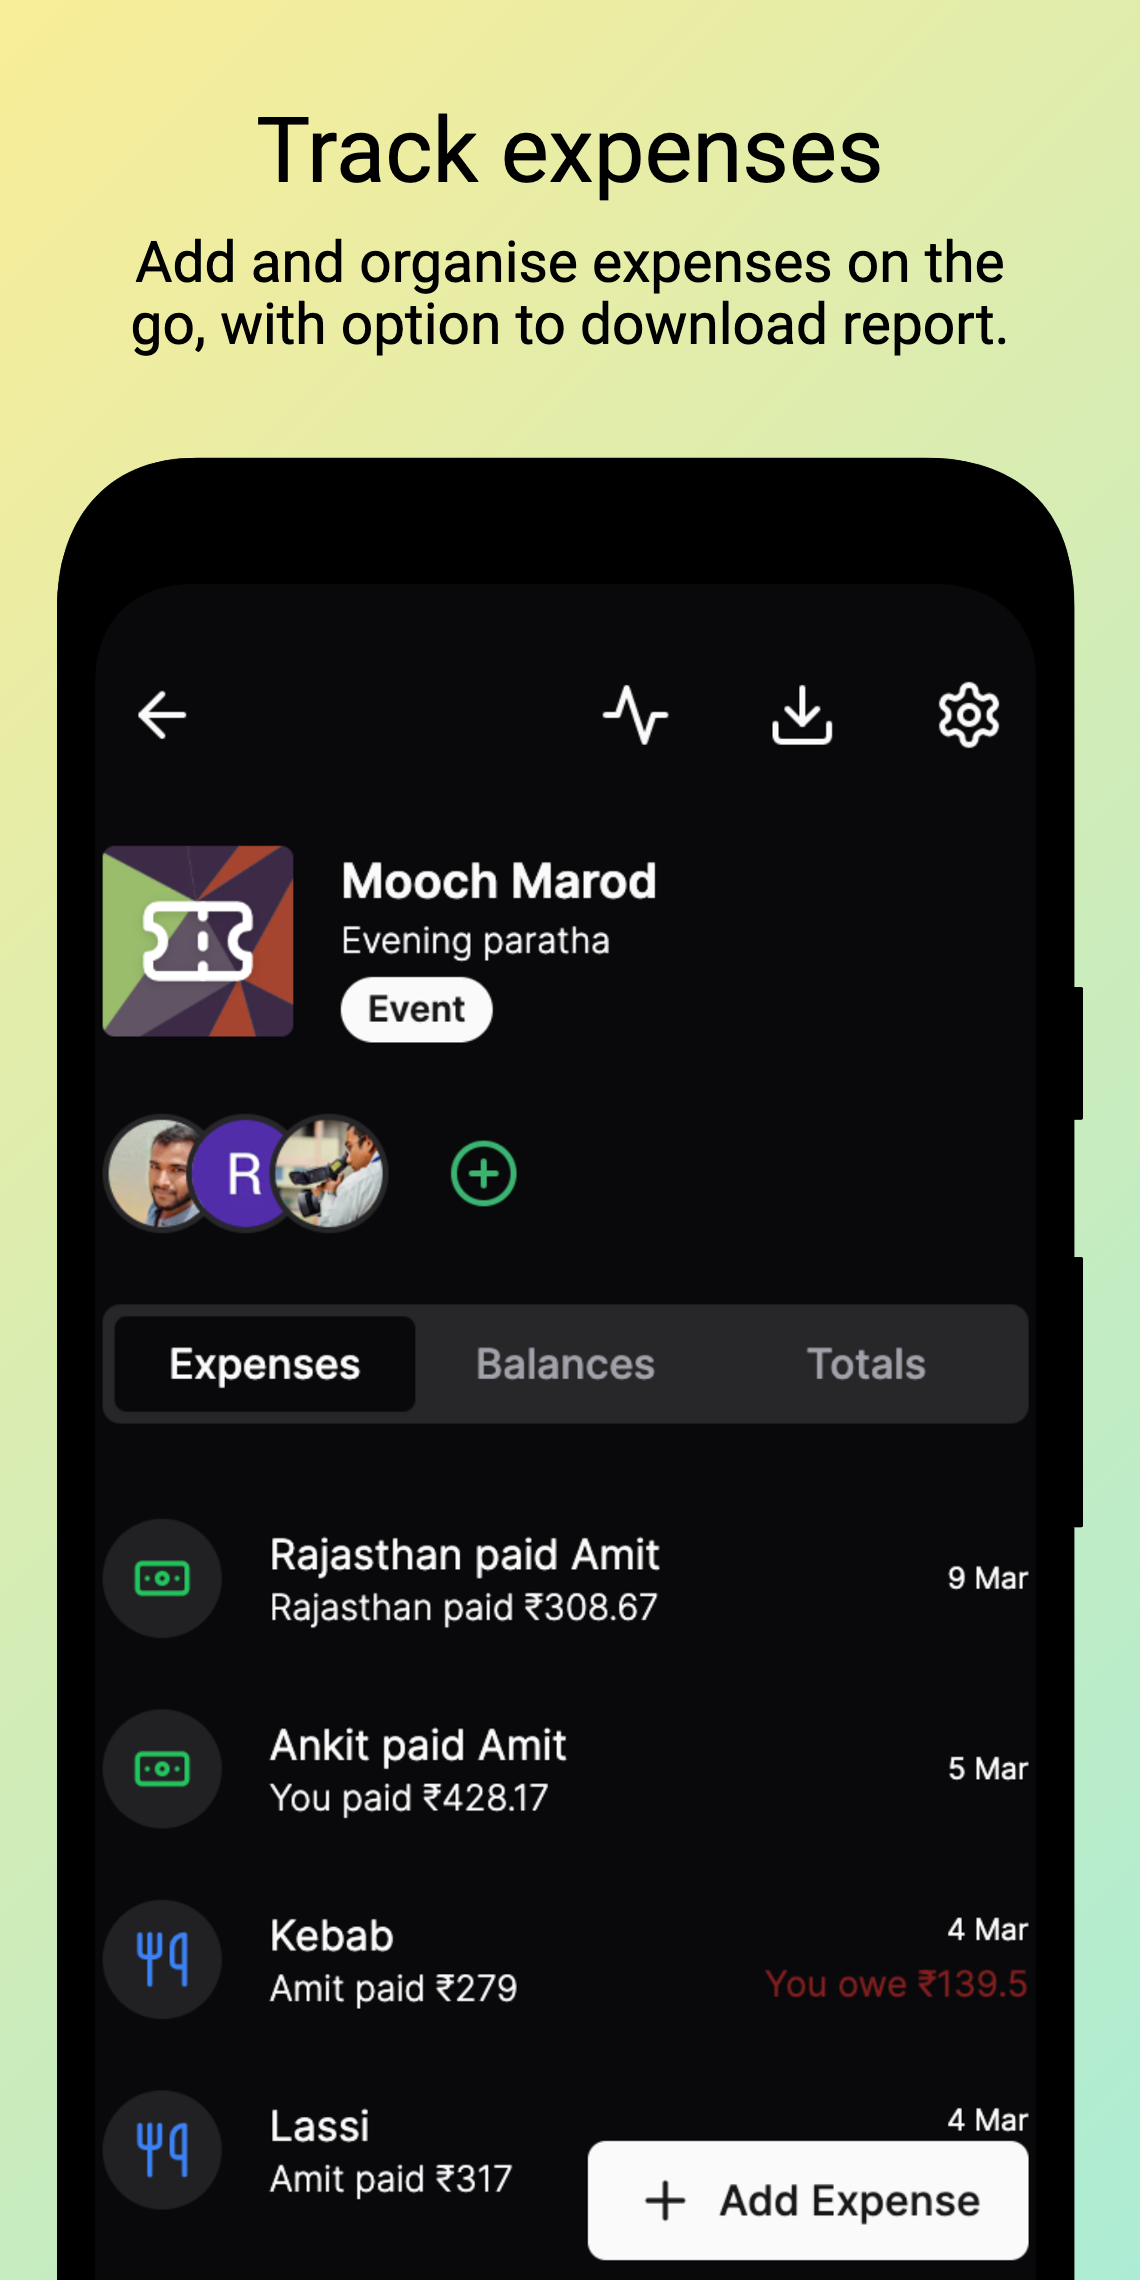 Track expenses
Add and organise expenses on the
go, with option to download report.
Mooch Marod
Evening paratha
Event
R
Expenses Balances Totals
Rajasthan paid Amit
Rajasthan paid ₹308.67
9 Mar
Ankit paid Amit
You paid ₹428.17
5 Mar
Kebab
Amit paid ₹279
4 Mar
You owe ₹139.5
Lassi
Amit paid ₹317
4 Mar
+ Add Expense